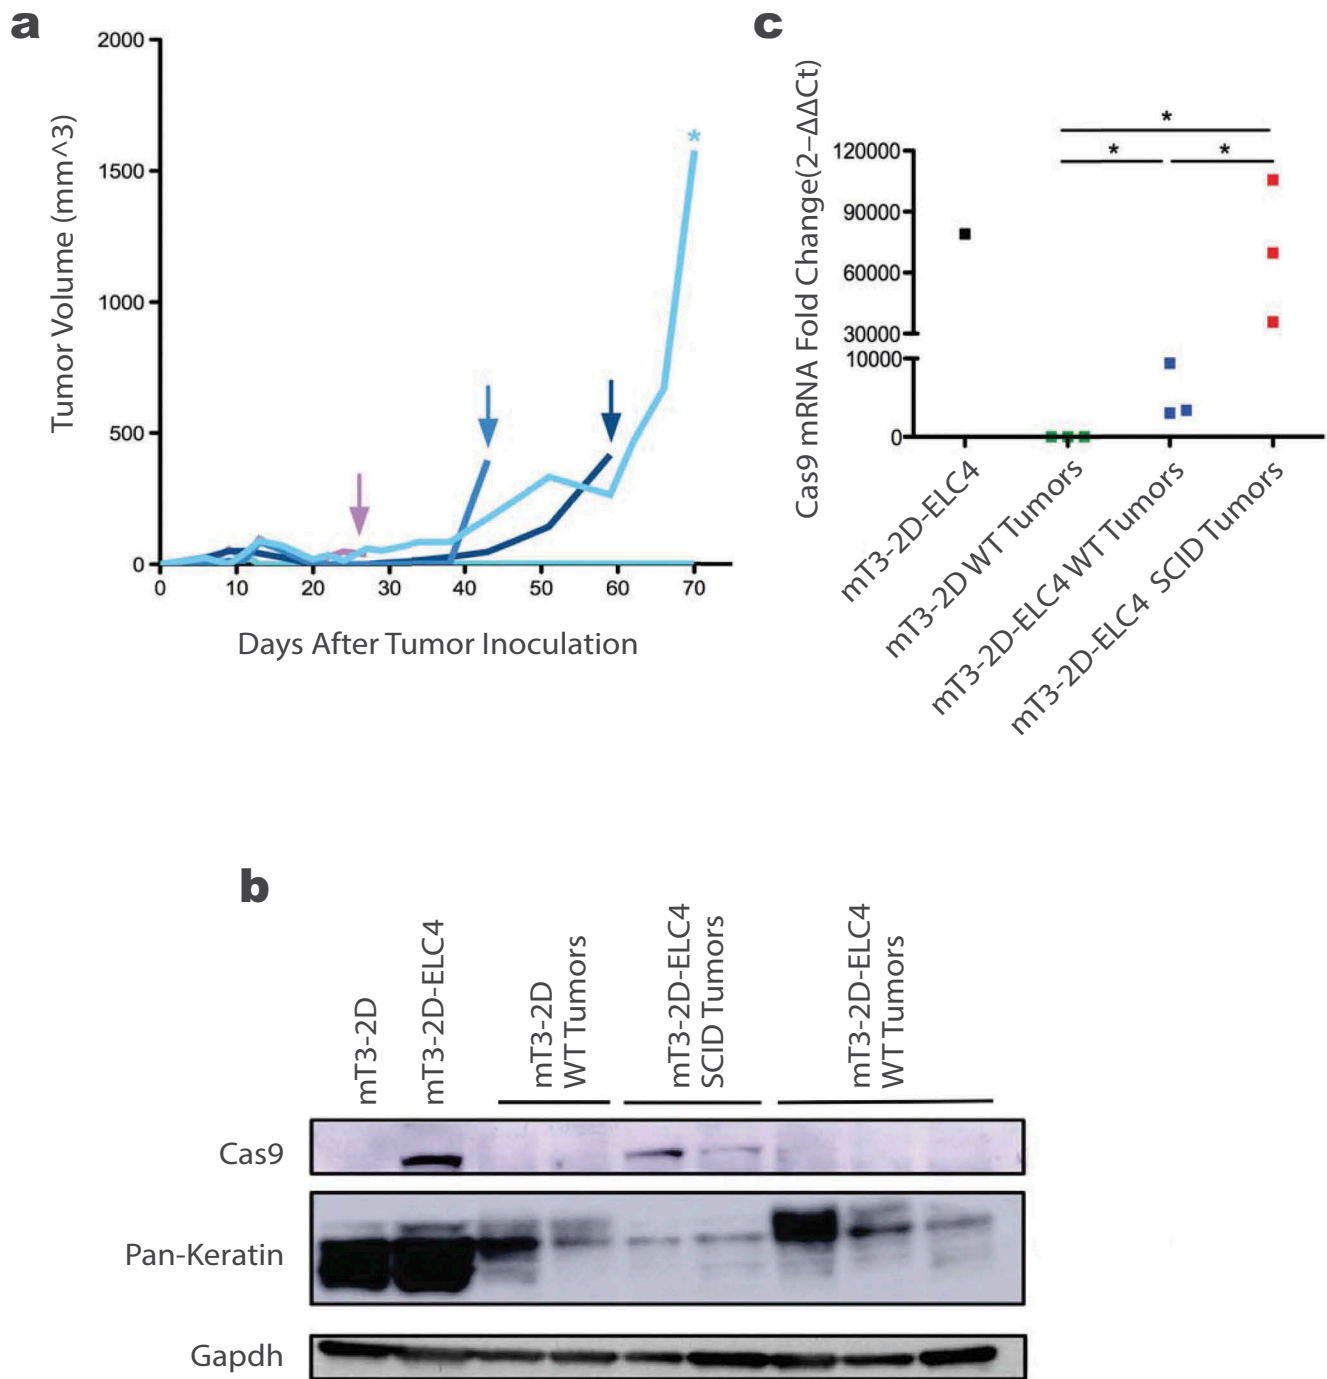 a
2000
1500
1000
500
0
Tumor Volume (mm^3)
*
0 10 20 30 40 50 60 70
Days After Tumor Inoculation
c
Cas9 mRNA Fold Change(2–ΔΔCt)
120000
90000
60000
30000
10000
0
*
* *
mT3-2D-ELC4
mT3-2D WT Tumors
mT3-2D-ELC4 WT Tumors
mT3-2D-ELC4 SCID Tumors
b
mT3-2D
mT3-2D-ELC4
mT3-2D
WT Tumors
mT3-2D-ELC4
SCID Tumors
mT3-2D-ELC4
WT Tumors
Cas9
Pan-Keratin
Gapdh